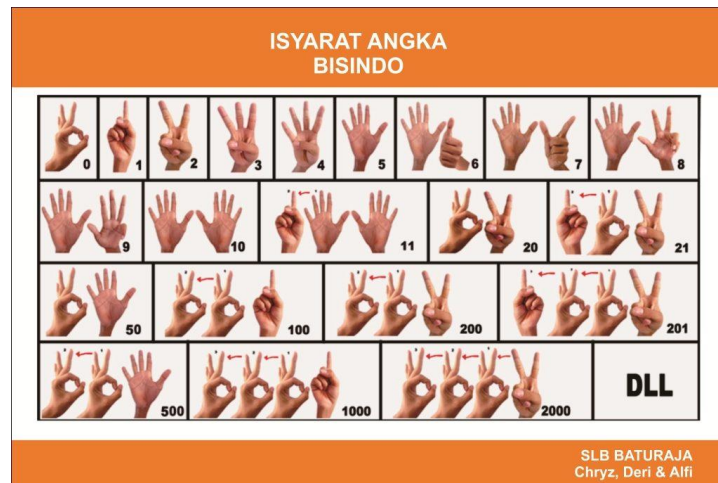 ISYARAT ANGKA
BISINDO
0 1 2 3 4 5 6 7 8
9 10 11 20 21
50 100 200 201
500 1000 2000 DLL
SLB BATURAJA
Chryz, Deri & Alfi